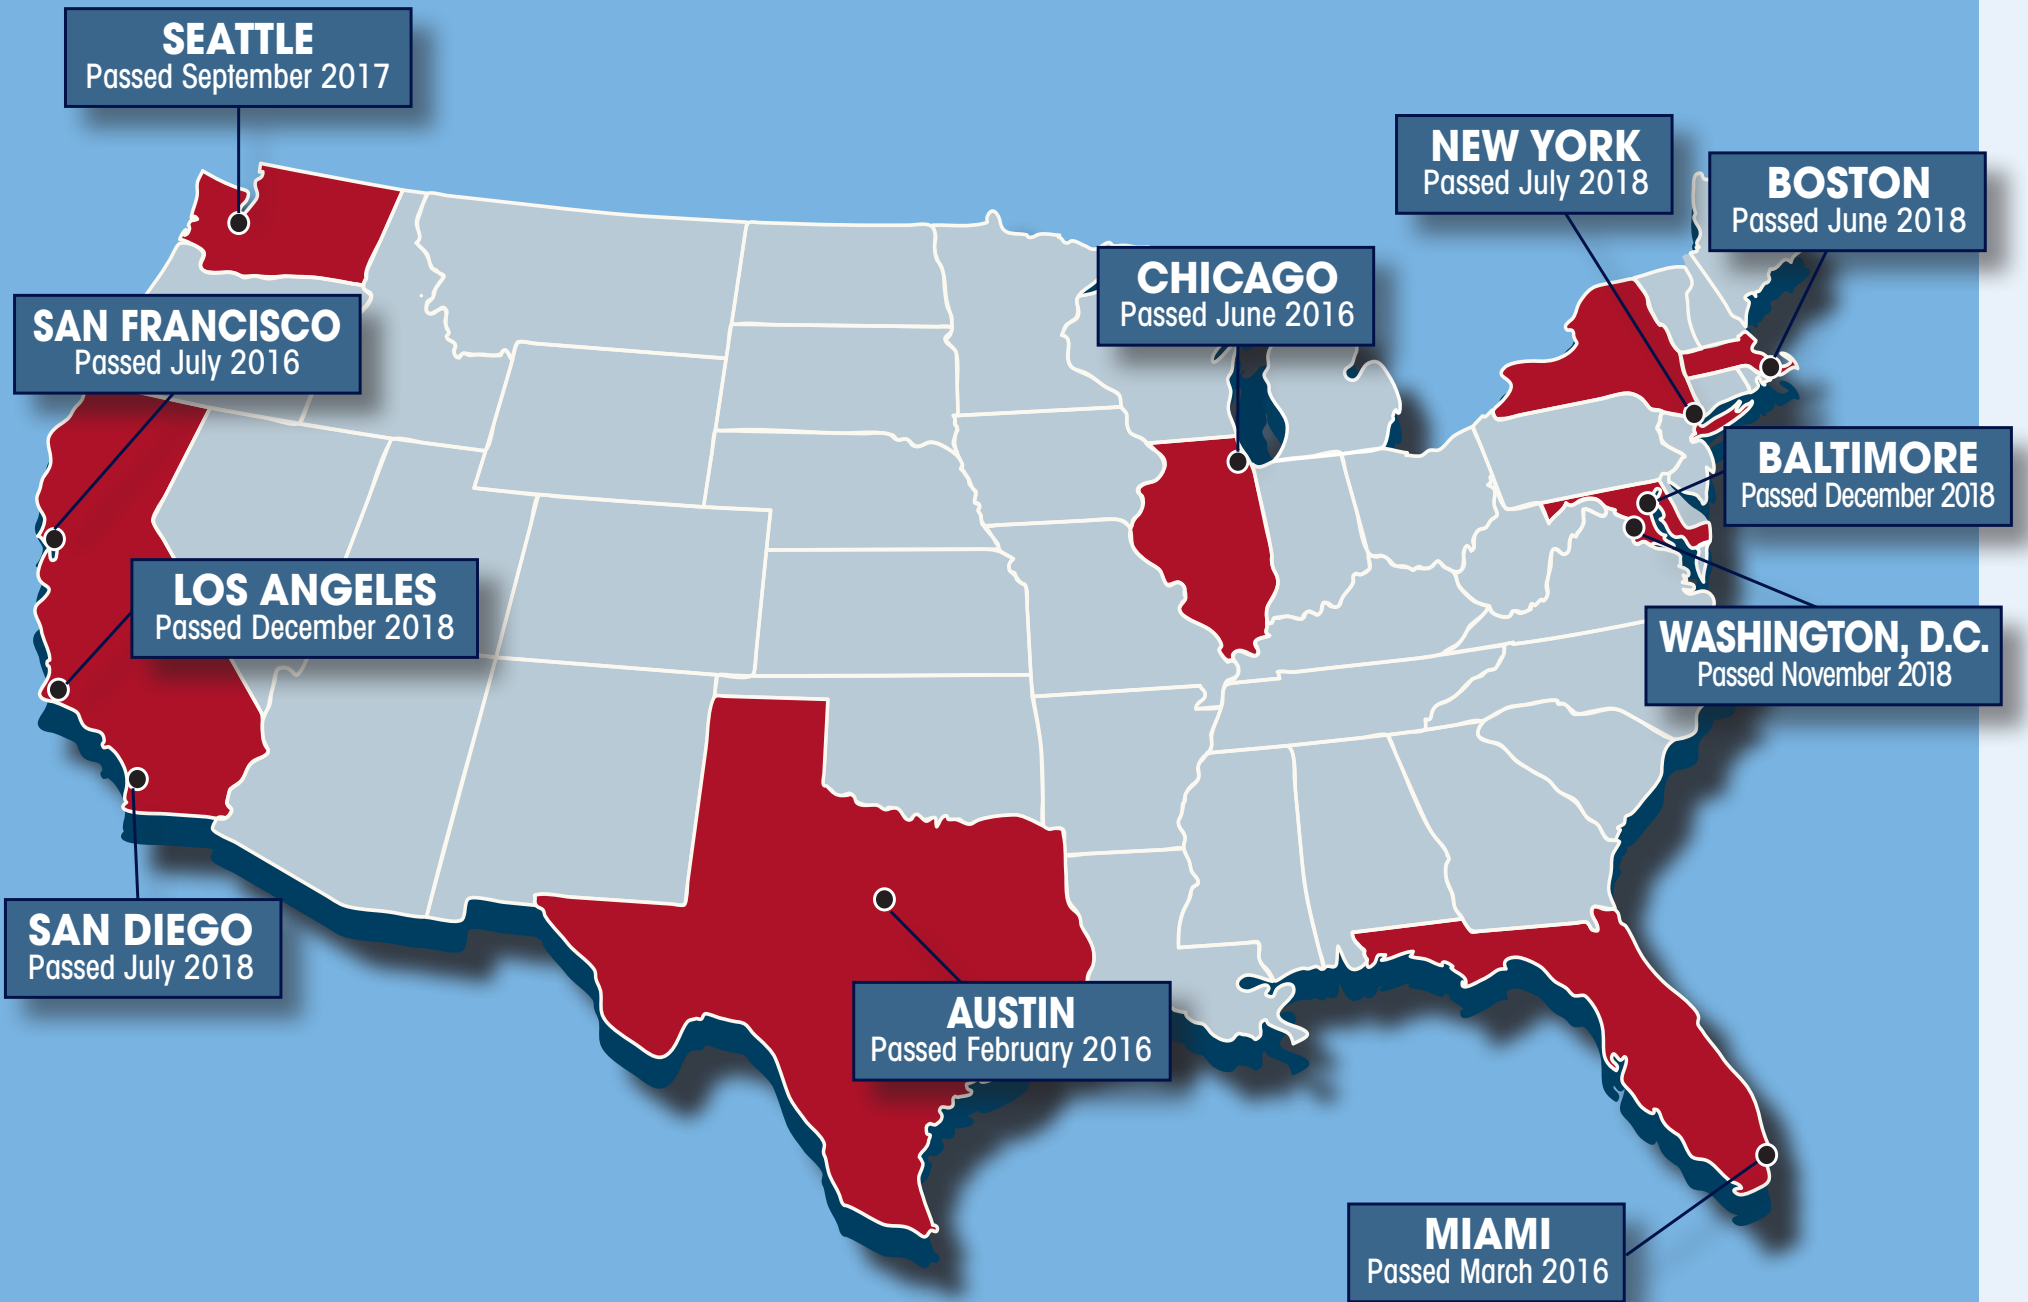 SEATTLE
Passed September 2017
NEW YORK
Passed July 2018
BOSTON
Passed June 2018
CHICAGO
Passed June 2016
SAN FRANCISCO
Passed July 2016
BALTIMORE
Passed December 2018
LOS ANGELES
Passed December 2018
WASHINGTON, D.C.
Passed November 2018
SAN DIEGO
Passed July 2018
AUSTIN
Passed February 2016
MIAMI
Passed March 2016